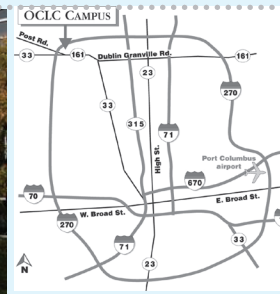 OCLC CAMPUS
Post Rd.
33
161
Dublin Granville Rd.
161
23
270
33
315
71
High St.
Port Columbus
airport
670
70
E. Broad St.
W. Broad St.
270
71
33
23
N